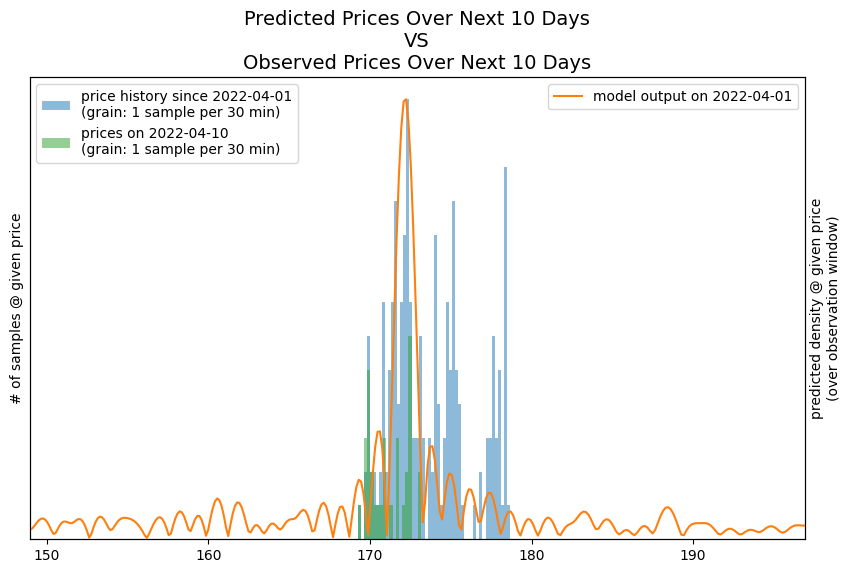 Predicted Prices Over Next 10 Days
VS
Observed Prices Over Next 10 Days
price history since 2022-04-01
(grain: 1 sample per 30 min)
prices on 2022-04-10
(grain: 1 sample per 30 min)
model output on 2022-04-01
# of samples @ given price
predicted density @ given price
(over observation window)
150
160
170
180
190